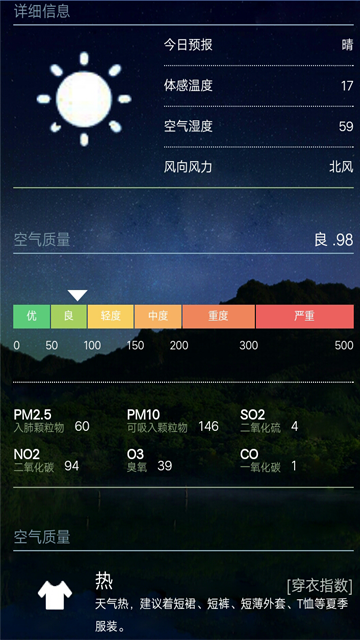 详细信息
今日预报 晴
体感温度 17
空气湿度 59
风向风力 北风
空气质量 良 .98
优 良 轻度 中度 重度 严重
0 50 100 150 200 300 500
PM2.5 PM10 SO2
入肺颗粒物 60 可吸入颗粒物 146 二氧化硫 4
NO2 O3 CO
二氧化碳 94 臭氧 39 一氧化碳 1
空气质量
热 [穿衣指数]
天气热，建议着短裙、短裤、短薄外套、T恤等夏季
服装。